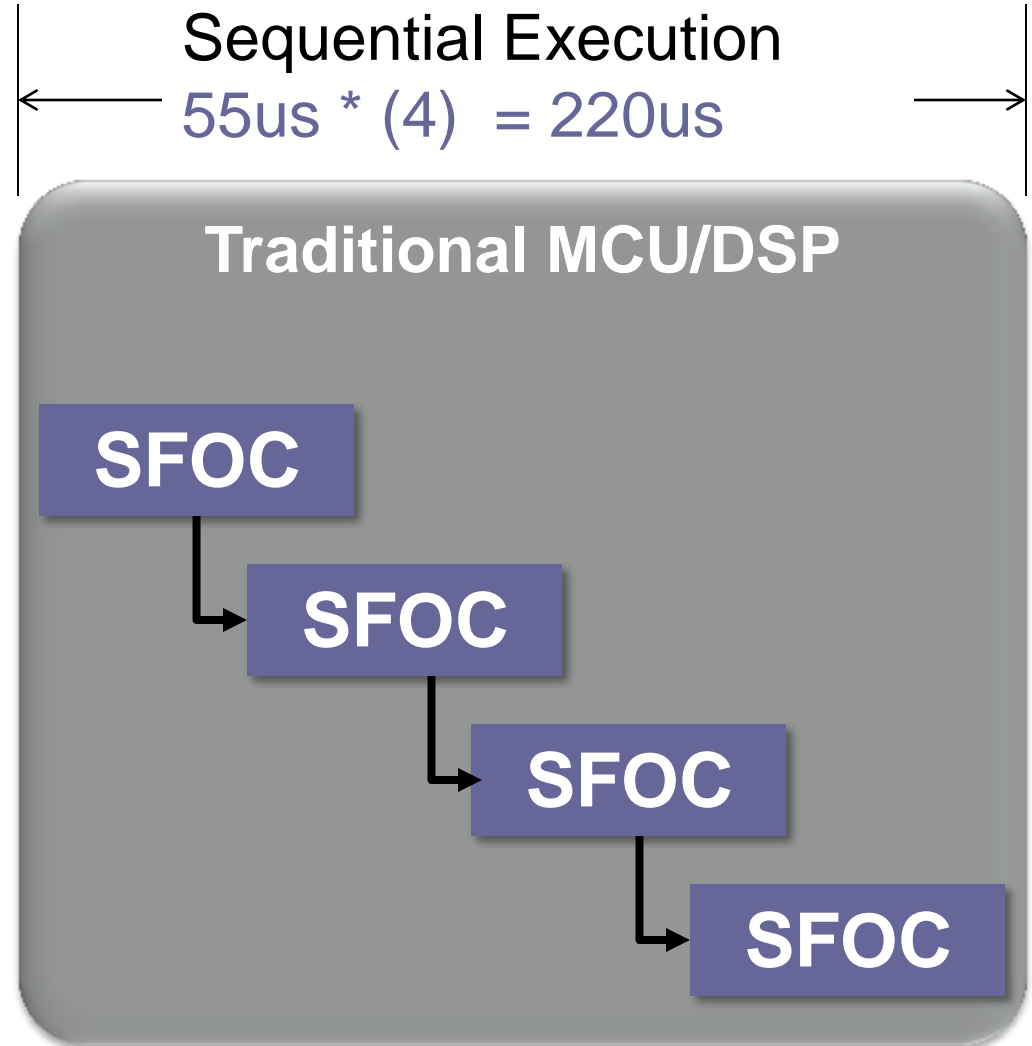 Sequential Execution
55us * (4) = 220us
Traditional MCU/DSP
SFOC
SFOC
SFOC
SFOC